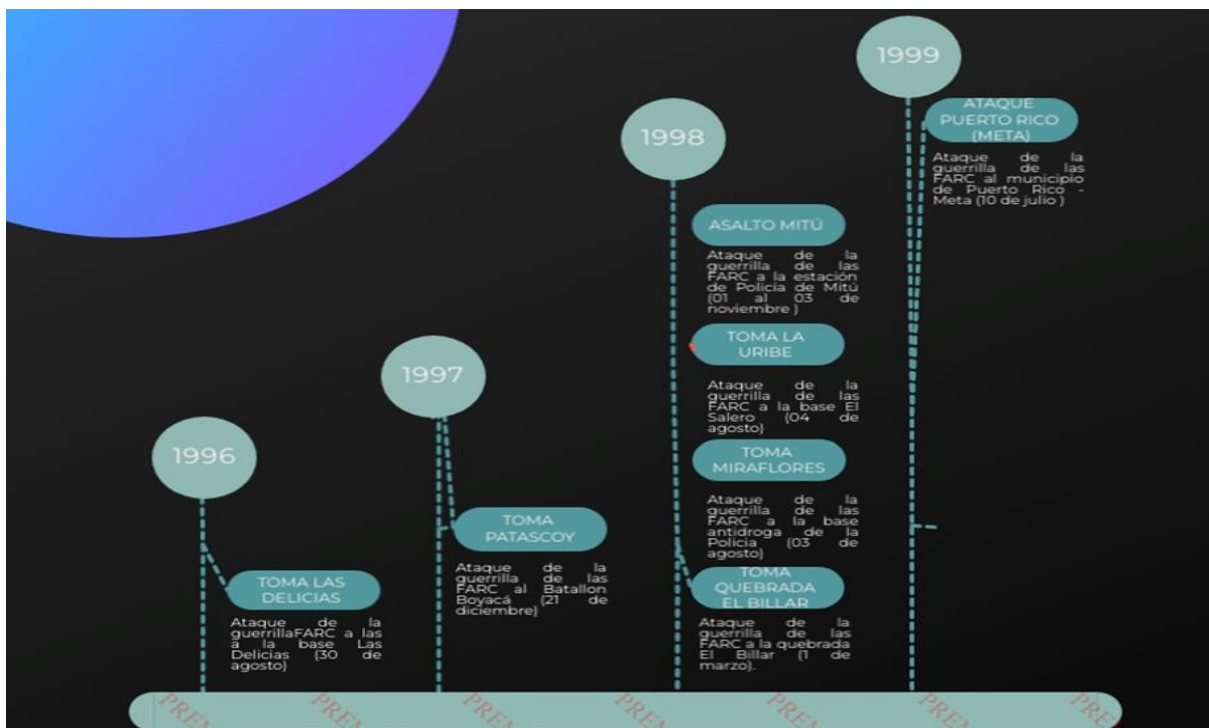 1996
TOMA LAS
DELICIAS
Ataque de la
guerrillaFARC a las
a la base Las
Delicias (30 de
agosto)
1997
TOMA
PATASCOY
Ataque de la
guerrilla de las
FARC al Batallon
Boyacá (21 de
diciembre)
1998
ASALTO MITÚ
Ataque de la
guerrilla de las
FARC a la estación
de Policia de Mitú
(01 al 03 de
noviembre )
TOMA LA
URIBE
Ataque de la
guerrilla de las
FARC a la base El
Salero (04 de
agosto)
TOMA
MIRAFLORES
Ataque de la
guerrilla de las
FARC a la base
antidroga de la
Policia (03 de
agosto)
TOMA
QUEBRADA
EL BILLAR
Ataque de la
guerrilla de las
FARC a la quebrada
El Billar (1 de
marzo).
1999
ATAQUE
PUERTO RICO
(META)
Ataque de la
guerrilla de las
FARC al municipio
de Puerto Rico -
Meta (10 de julio )